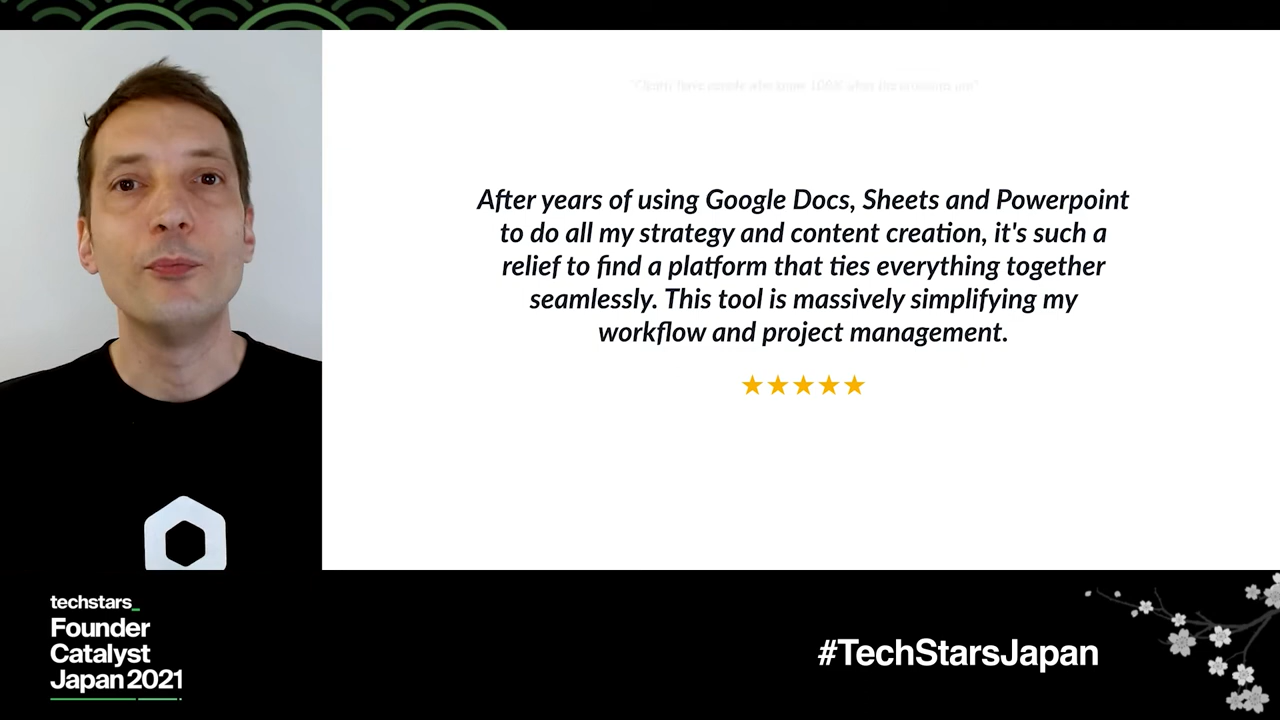 After years of using Google Docs, Sheets and Powerpoint
to do all my strategy and content creation, it's such a
relief to find a platform that ties everything together
seamlessly. This tool is massively simplifying my
workflow and project management.
techstars_
Founder
Catalyst
Japan 2021
#TechStarsJapan